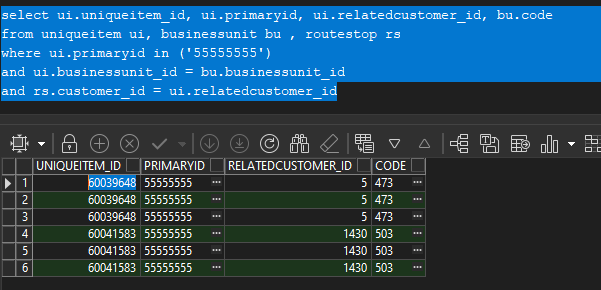 select ui.uniqueitem_id, ui.primaryid, ui.relatedcustomer_id, bu.code
from uniqueitem ui, businessunit bu , routestop rs
where ui.primaryid in ('55555555')
and ui.businessunit_id = bu.businessunit_id
and rs.customer_id = ui.relatedcustomer_id
UNIQUEITEM_ID PRIMARYID RELATEDCUSTOMER_ID CODE
1 60039648 55555555 ... 5 473 ...
2 60039648 55555555 ... 5 473 ...
3 60039648 55555555 ... 5 473 ...
4 60041583 55555555 ... 1430 503 ...
5 60041583 55555555 ... 1430 503 ...
6 60041583 55555555 ... 1430 503 ...